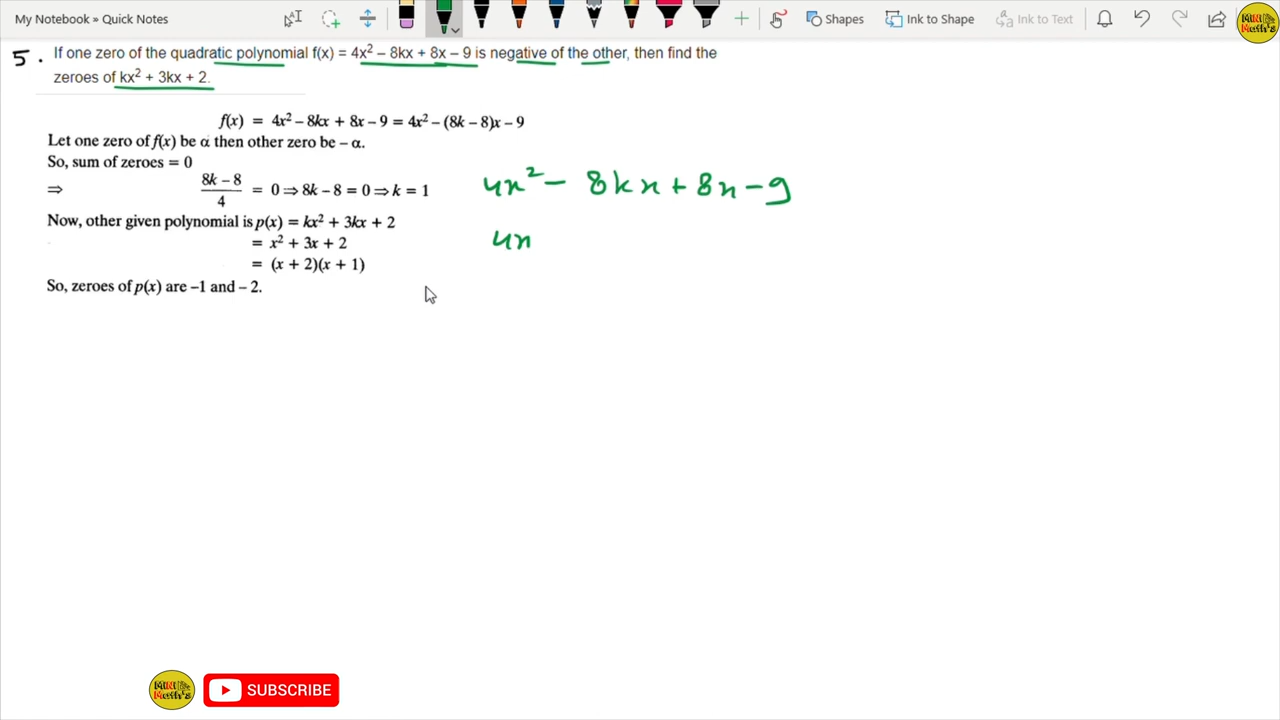 My Notebook » Quick Notes
Shapes
Ink to Shape
Ink to Text
MINI Math's
5. If one zero of the quadratic polynomial f(x) = 4x² – 8kx + 8x – 9 is negative of the other, then find the
zeroes of kx² + 3kx + 2.
f(x) = 4x² – 8kx + 8x – 9 = 4x² – (8k – 8)x – 9
Let one zero of f(x) be α then other zero be – α.
So, sum of zeroes = 0
⇒ (8k – 8)/4 = 0 ⇒ 8k – 8 = 0 ⇒ k = 1
4x² – 8kx + 8x – 9
Now, other given polynomial is p(x) = kx² + 3kx + 2
= x² + 3x + 2
4x
= (x + 2)(x + 1)
So, zeroes of p(x) are –1 and – 2.
MINI Math's
SUBSCRIBE